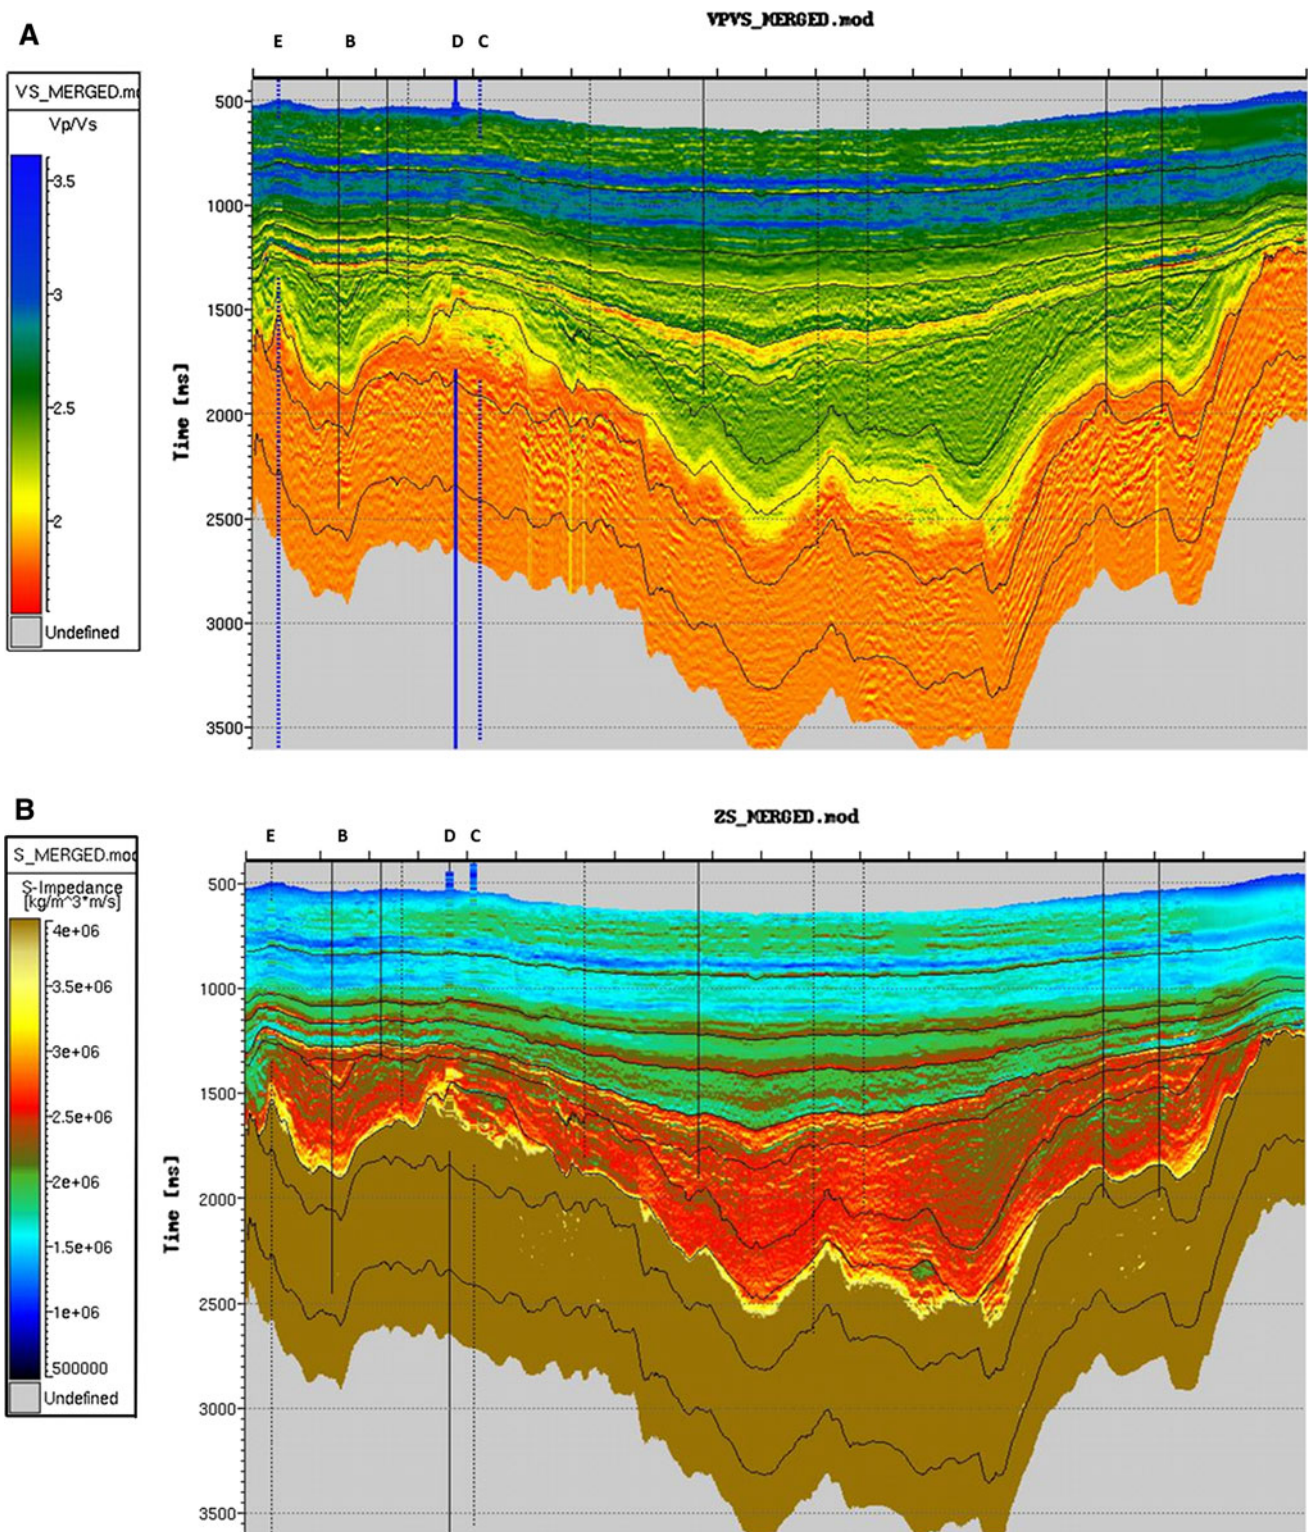 A
VPVS_MERGED.mod
E B D C
VS_MERGED.m
Vp/Vs
3.5
3
2.5
2
Undefined
500
1000
1500
2000
2500
3000
3500
Time [ms]
B
ZS_MERGED.mod
E B D C
S_MERGED.mod
S-Impedance
[kg/m^3*m/s]
4e+06
3.5e+06
3e+06
2.5e+06
2e+06
1.5e+06
1e+06
500000
Undefined
500
1000
1500
2000
2500
3000
3500
Time [ms]